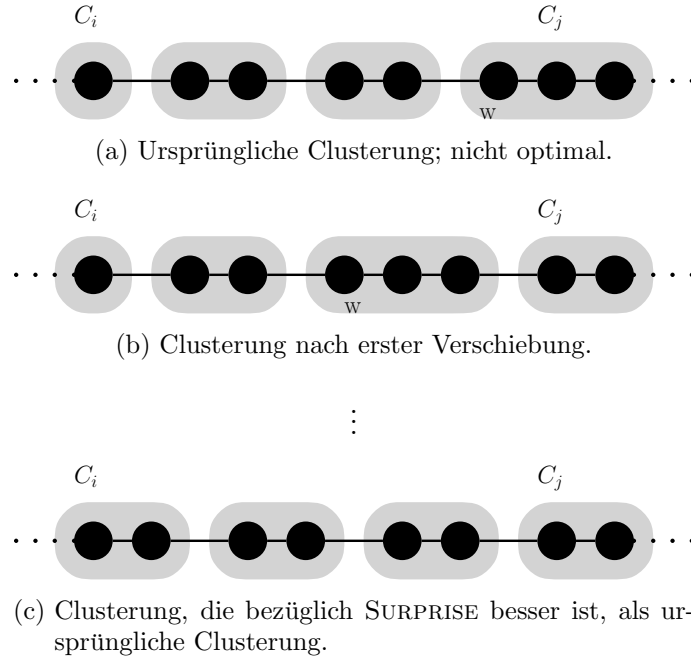 C_i C_j
w
(a) Ursprüngliche Clusterung; nicht optimal.
C_i C_j
w
(b) Clusterung nach erster Verschiebung.
C_i C_j
(c) Clusterung, die bezüglich SURPRISE besser ist, als ur-
sprüngliche Clusterung.